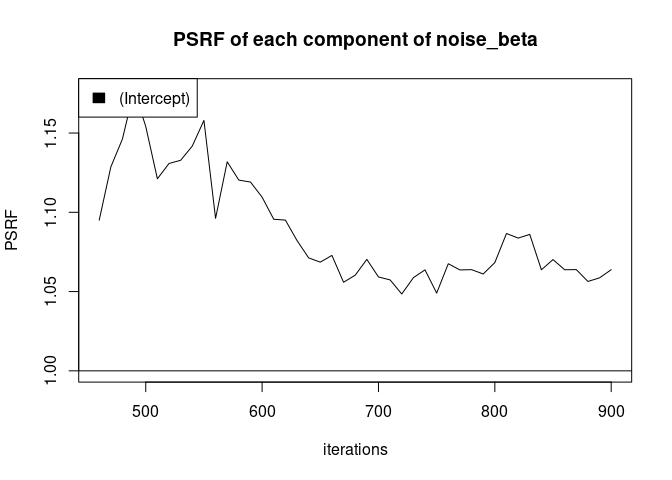 PSRF of each component of noise_beta
(Intercept)
PSRF
1.15
1.10
1.05
1.00
500 600 700 800 900
iterations